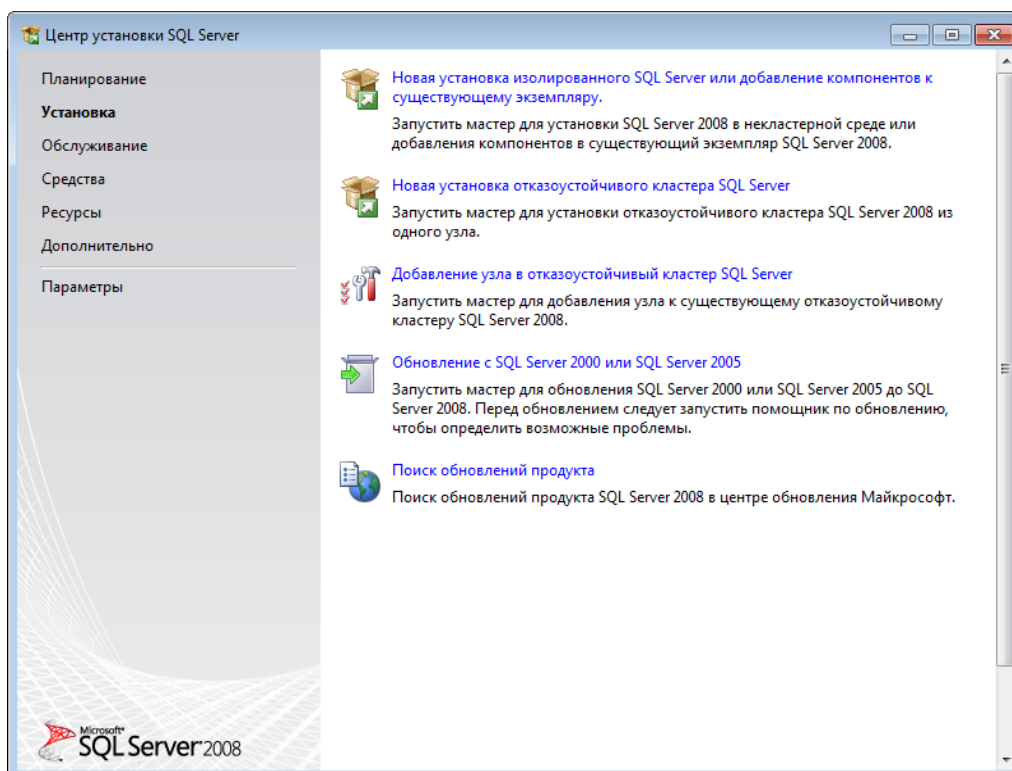 Центр установки SQL Server
Планирование
Установка
Обслуживание
Средства
Ресурсы
Дополнительно
Параметры
Новая установка изолированного SQL Server или добавление компонентов к
существующему экземпляру.
Запустить мастер для установки SQL Server 2008 в некластерной среде или
добавления компонентов в существующий экземпляр SQL Server 2008.
Новая установка отказоустойчивого кластера SQL Server
Запустить мастер для установки отказоустойчивого кластера SQL Server 2008 из
одного узла.
Добавление узла в отказоустойчивый кластер SQL Server
Запустить мастер для добавления узла к существующему отказоустойчивому
кластеру SQL Server 2008.
Обновление с SQL Server 2000 или SQL Server 2005
Запустить мастер для обновления SQL Server 2000 или SQL Server 2005 до SQL
Server 2008. Перед обновлением следует запустить помощник по обновлению,
чтобы определить возможные проблемы.
Поиск обновлений продукта
Поиск обновлений продукта SQL Server 2008 в центре обновления Майкрософт.
Microsoft®
SQL Server 2008